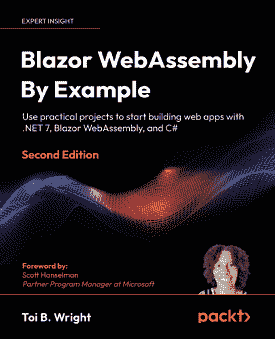 EXPERT INSIGHT
Blazor WebAssembly
By Example
Use practical projects to start building web apps with
.NET 7, Blazor WebAssembly, and C#
Second Edition
Foreword by:
Scott Hanselman
Partner Program Manager at Microsoft
Toi B. Wright
packt